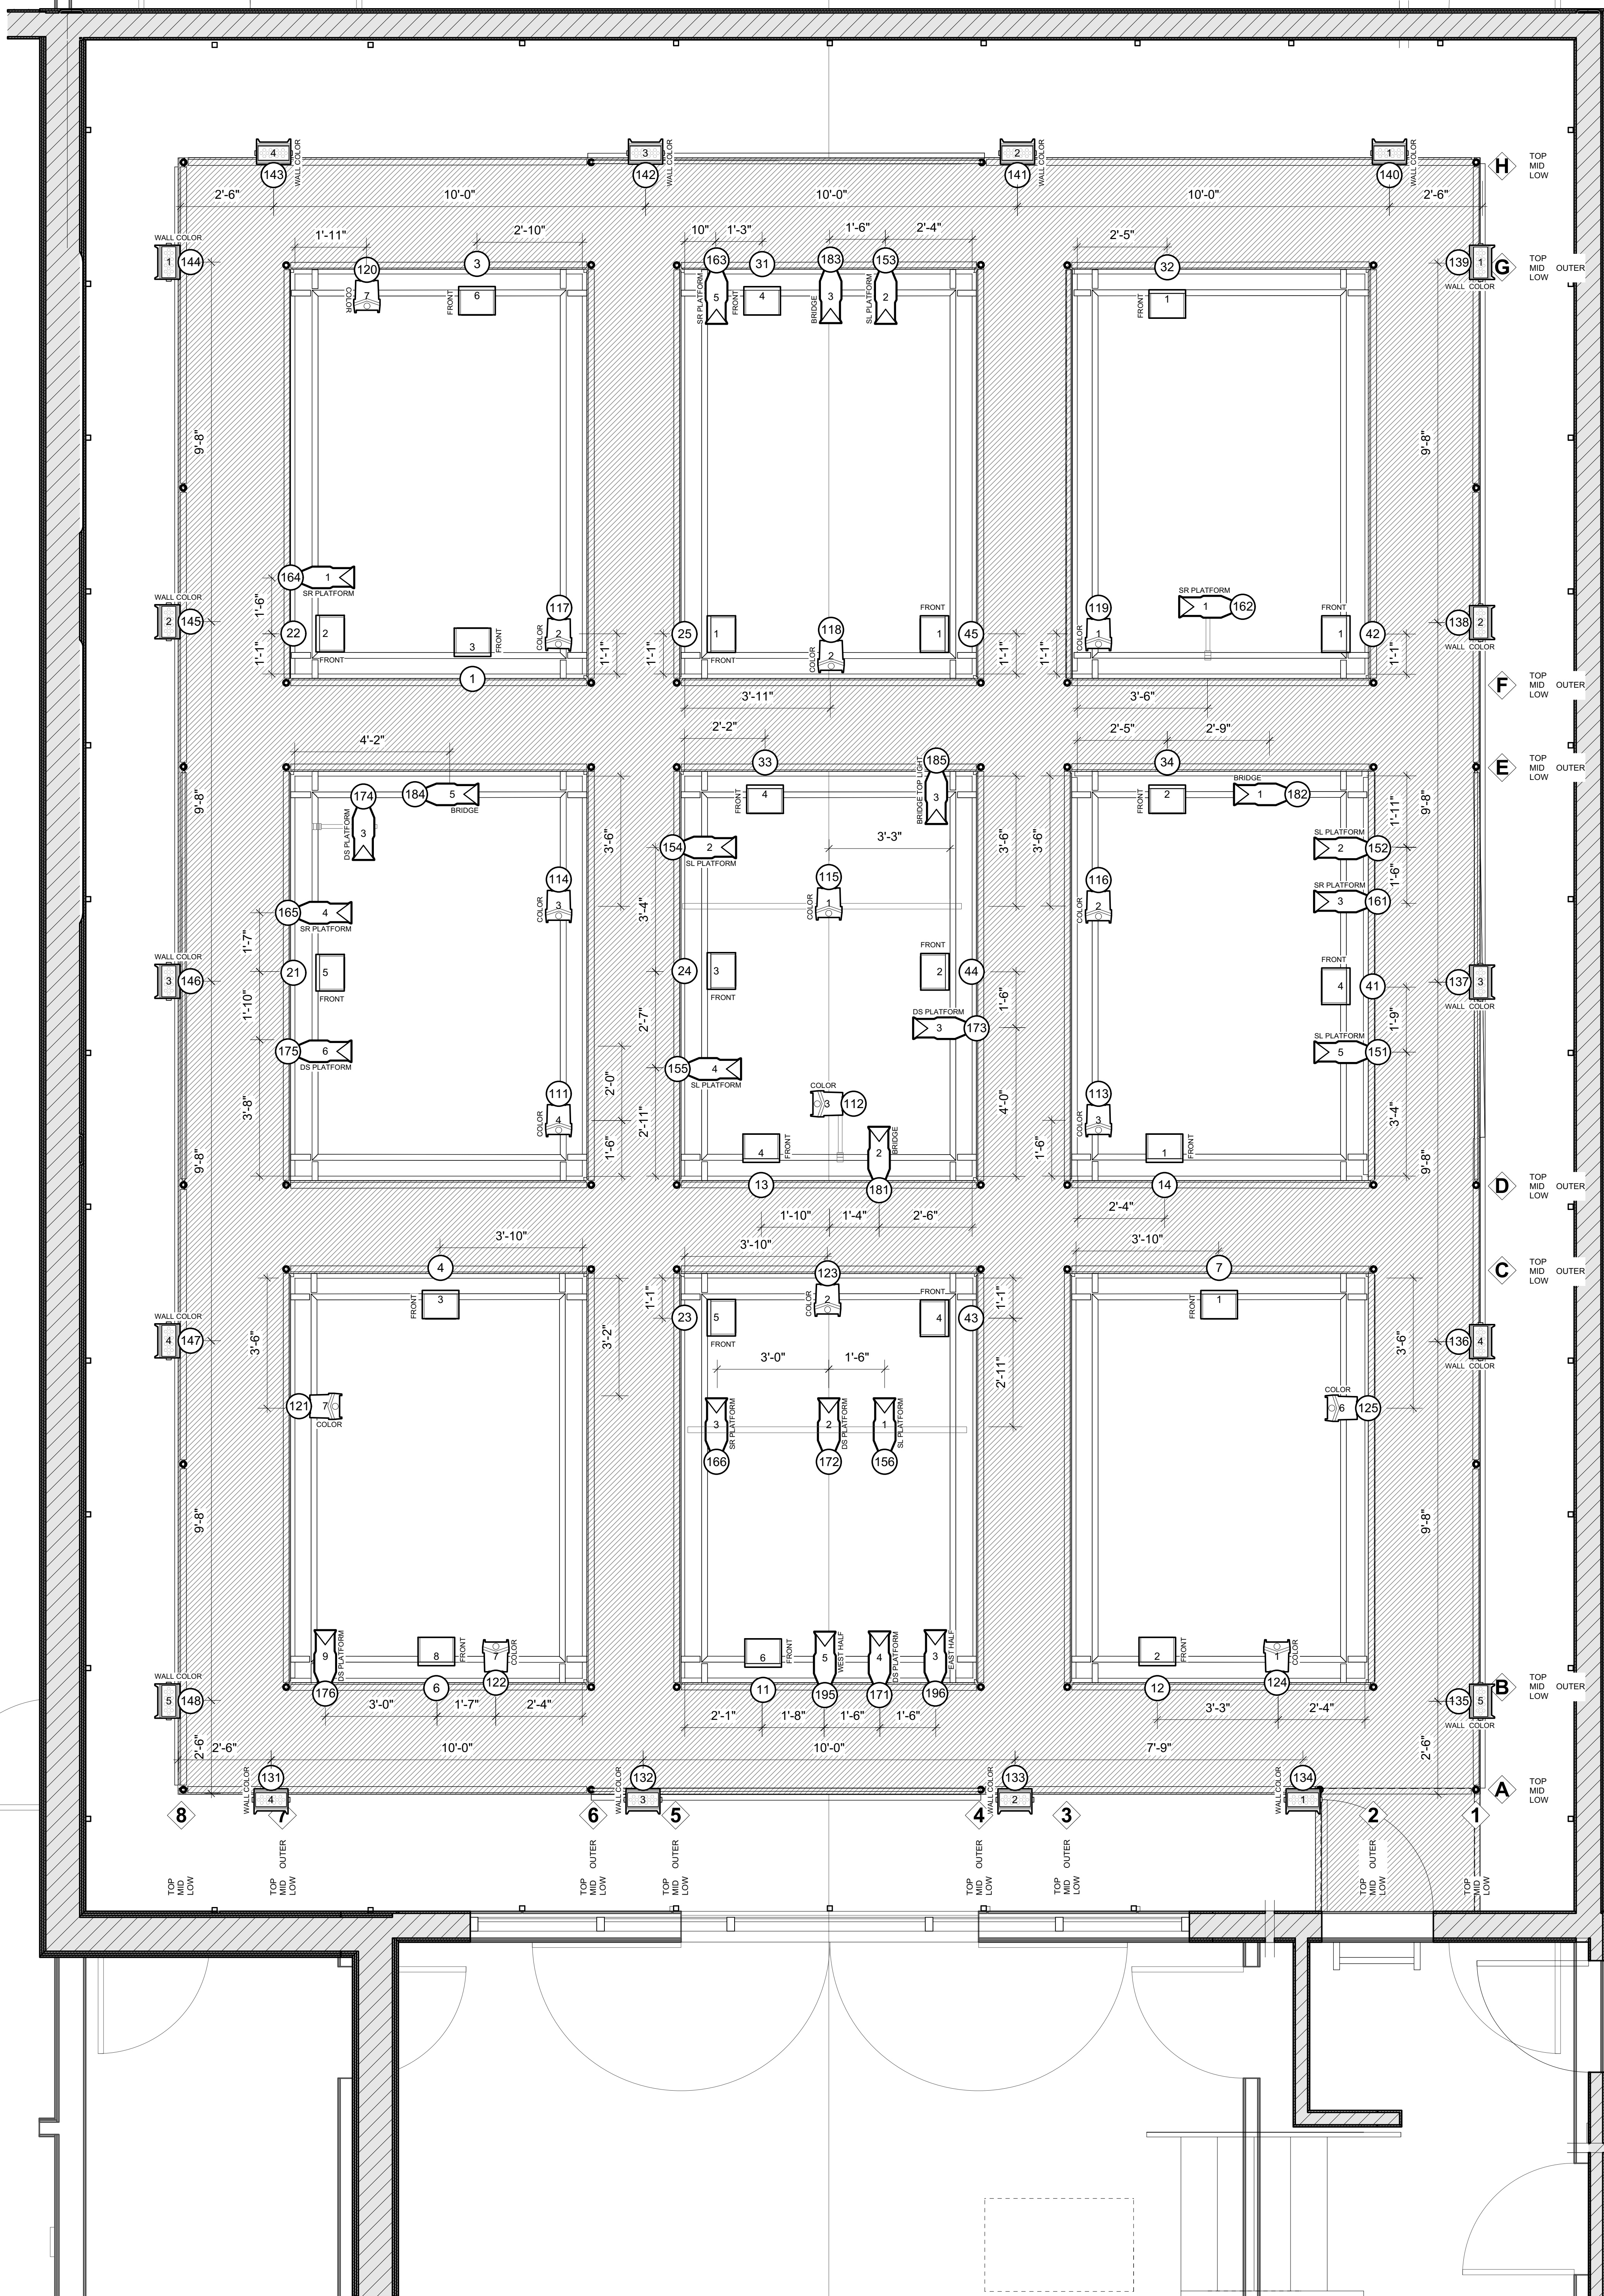 4
WALL COLOR
143
3
WALL COLOR
142
2
WALL COLOR
141
1
WALL COLOR
140
H
TOP
MID
LOW
2'-6"
10'-0"
10'-0"
10'-0"
2'-6"
WALL COLOR
1
144
1'-11"
2'-10"
10"
1'-3"
1'-6"
2'-4"
2'-5"
139
1
WALL COLOR
G
TOP
MID
LOW
OUTER
120
7
COLOR
3
6
FRONT
163
5
SR PLATFORM
31
4
FRONT
183
3
BRIDGE
153
2
SL PLATFORM
32
1
FRONT
9'-8"
9'-8"
164
1
SR PLATFORM
1'-6"
WALL COLOR
2
145
22
2
FRONT
3
FRONT
1
117
2
COLOR
1'-1"
1'-1"
1'-1"
25
1
FRONT
118
2
COLOR
FRONT
1
45
1'-1"
1'-1"
119
1
COLOR
SR PLATFORM
1
162
FRONT
1
42
1'-1"
138
2
WALL COLOR
3'-11"
3'-6"
F
TOP
MID
LOW
OUTER
4'-2"
2'-2"
2'-5"
2'-9"
33
4
FRONT
185
3
BRIDGE TOP LIGHT
34
2
FRONT
BRIDGE
1
182
E
TOP
MID
LOW
OUTER
9'-8"
174
3
DS PLATFORM
184
5
BRIDGE
3'-6"
154
2
SL PLATFORM
3'-3"
3'-6"
3'-6"
SL PLATFORM
2
152
1'-11"
9'-8"
114
3
COLOR
115
1
COLOR
116
2
COLOR
SR PLATFORM
3
161
1'-6"
165
4
SR PLATFORM
1'-7"
3'-4"
WALL COLOR
3
146
21
5
FRONT
24
3
FRONT
FRONT
2
44
FRONT
4
41
137
3
WALL COLOR
1'-10"
2'-7"
1'-6"
1'-9"
DS PLATFORM
3
173
175
6
DS PLATFORM
155
4
SL PLATFORM
SL PLATFORM
5
151
3'-8"
2'-0"
2'-11"
4'-0"
3'-4"
111
4
COLOR
COLOR
3
112
113
3
COLOR
9'-8"
1'-6"
1'-6"
9'-8"
4
FRONT
13
2
BRIDGE
181
1
FRONT
14
D
TOP
MID
LOW
OUTER
1'-10"
1'-4"
2'-6"
2'-4"
3'-10"
3'-10"
3'-10"
4
3
FRONT
123
2
COLOR
7
1
FRONT
C
TOP
MID
LOW
OUTER
WALL COLOR
4
147
3'-6"
3'-2"
1'-1"
23
5
FRONT
FRONT
4
43
1'-1"
3'-6"
136
4
WALL COLOR
3'-0"
1'-6"
2'-11"
121
7
COLOR
3
SR PLATFORM
166
2
DS PLATFORM
172
1
SL PLATFORM
156
COLOR
6
125
9'-8"
9'-8"
WALL COLOR
5
148
9
DS PLATFORM
176
8
FRONT
6
7
COLOR
122
6
FRONT
11
5
WEST HALF
195
4
DS PLATFORM
171
3
EAST HALF
196
2
FRONT
12
1
COLOR
124
135
5
WALL COLOR
B
TOP
MID
LOW
OUTER
3'-0"
1'-7"
2'-4"
2'-1"
1'-8"
1'-6"
1'-6"
3'-3"
2'-4"
2'-6"
2'-6"
10'-0"
10'-0"
7'-9"
2'-6"
131
4
WALL COLOR
132
3
WALL COLOR
133
2
WALL COLOR
134
1
WALL COLOR
A
TOP
MID
LOW
8
7
6
5
4
3
2
1
OUTER
OUTER
OUTER
OUTER
OUTER
OUTER
TOP
MID
LOW
TOP
MID
LOW
TOP
MID
LOW
TOP
MID
LOW
TOP
MID
LOW
TOP
MID
LOW
TOP
MID
LOW
TOP
MID
LOW